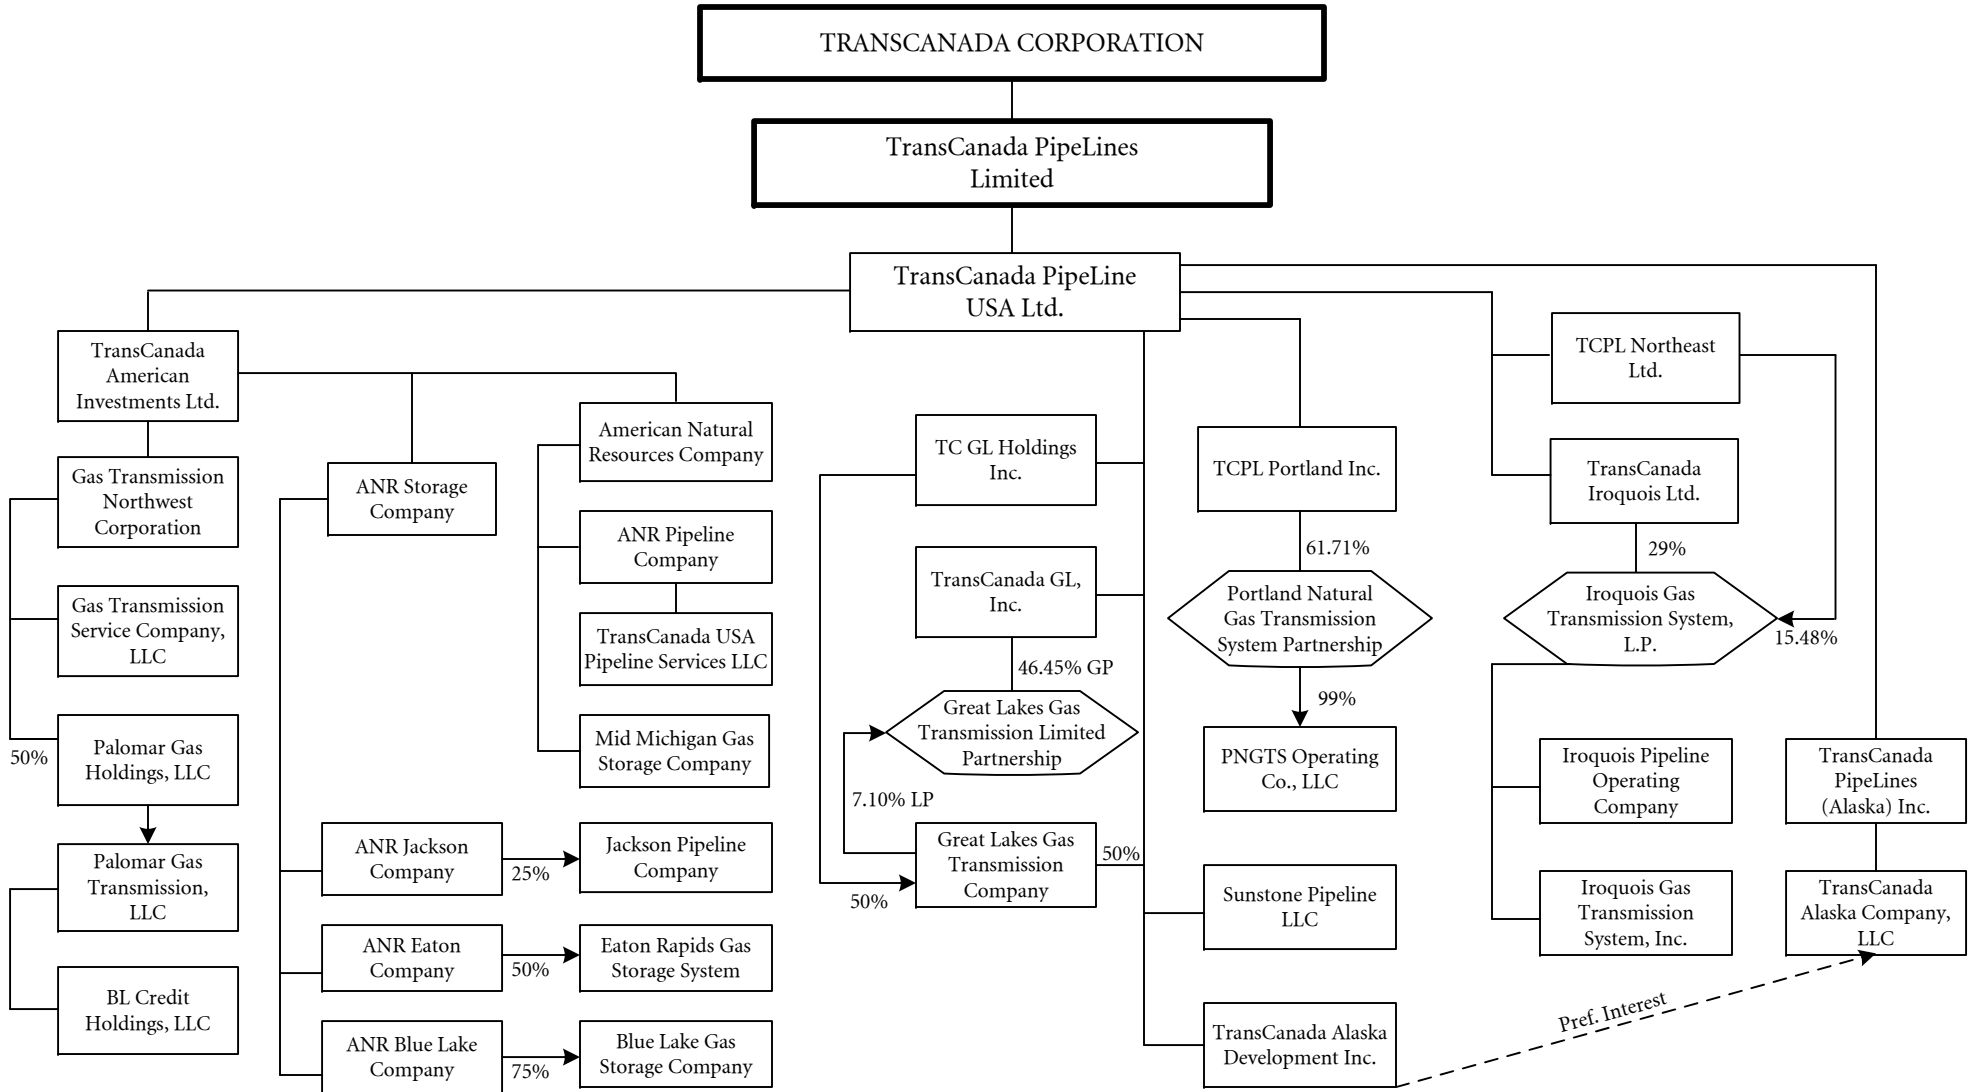 TRANSCANADA CORPORATION
TransCanada PipeLines
Limited
TransCanada PipeLine
USA Ltd.
TransCanada
American
Investments Ltd.
Gas Transmission
Northwest
Corporation
Gas Transmission
Service Company,
LLC
50%
Palomar Gas
Holdings, LLC
Palomar Gas
Transmission,
LLC
BL Credit
Holdings, LLC
ANR Storage
Company
American Natural
Resources Company
ANR Pipeline
Company
TransCanada USA
Pipeline Services LLC
Mid Michigan Gas
Storage Company
ANR Jackson
Company
25%
Jackson Pipeline
Company
ANR Eaton
Company
50%
Eaton Rapids Gas
Storage System
ANR Blue Lake
Company
75%
Blue Lake Gas
Storage Company
TC GL Holdings
Inc.
TransCanada GL,
Inc.
46.45% GP
Great Lakes Gas
Transmission Limited
Partnership
7.10% LP
Great Lakes Gas
Transmission
Company
50%
50%
TCPL Portland Inc.
61.71%
Portland Natural
Gas Transmission
System Partnership
99%
PNGTS Operating
Co., LLC
Sunstone Pipeline
LLC
TransCanada Alaska
Development Inc.
TCPL Northeast
Ltd.
TransCanada
Iroquois Ltd.
29%
Iroquois Gas
Transmission System,
L.P.
15.48%
Iroquois Pipeline
Operating
Company
Iroquois Gas
Transmission
System, Inc.
TransCanada
PipeLines
(Alaska) Inc.
TransCanada
Alaska Company,
LLC
Pref. Interest